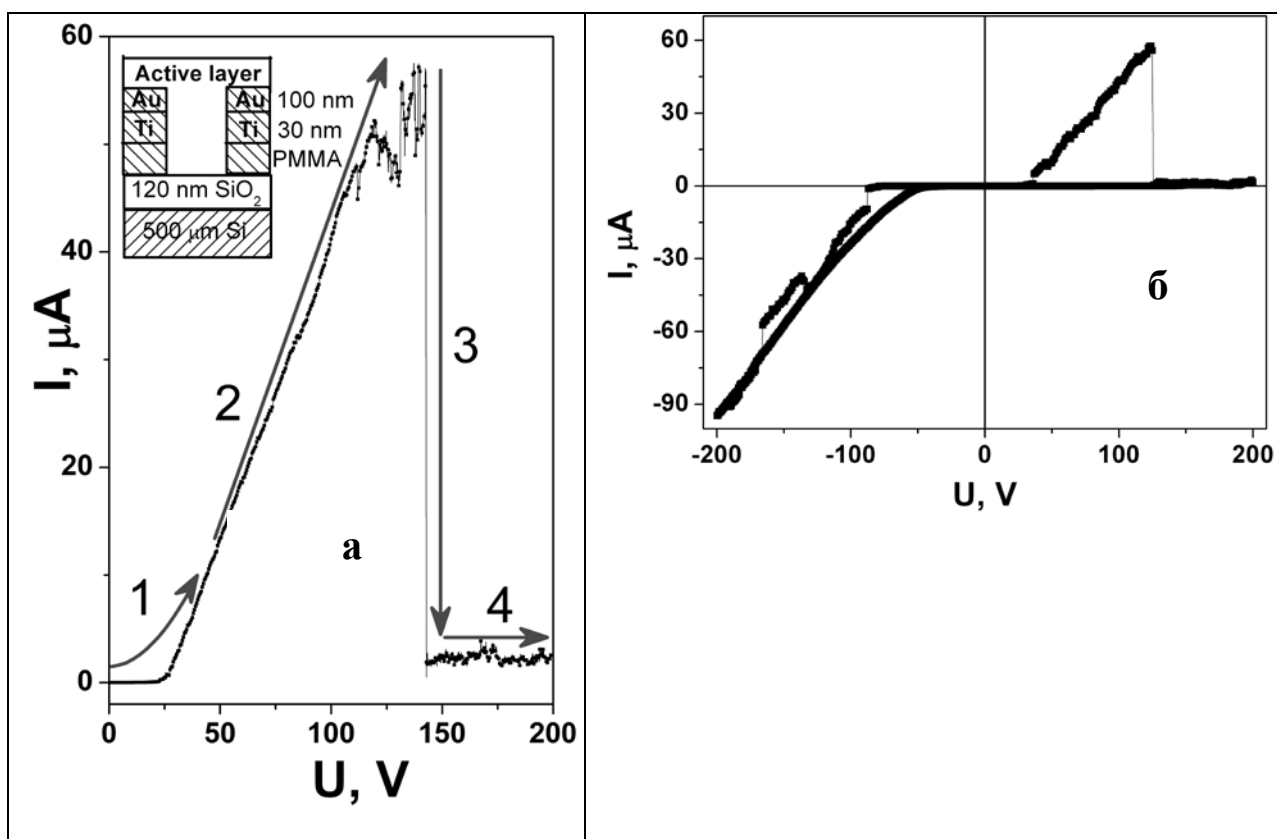 60
40
20
0
I, μA
Active layer
Au Au 100 nm
Ti Ti 30 nm
PMMA
120 nm SiO2
500 μm Si
1
2
3
4
а
0 50 100 150 200
U, V
60
30
0
-30
-60
-90
I, μA
б
-200 -100 0 100 200
U, V